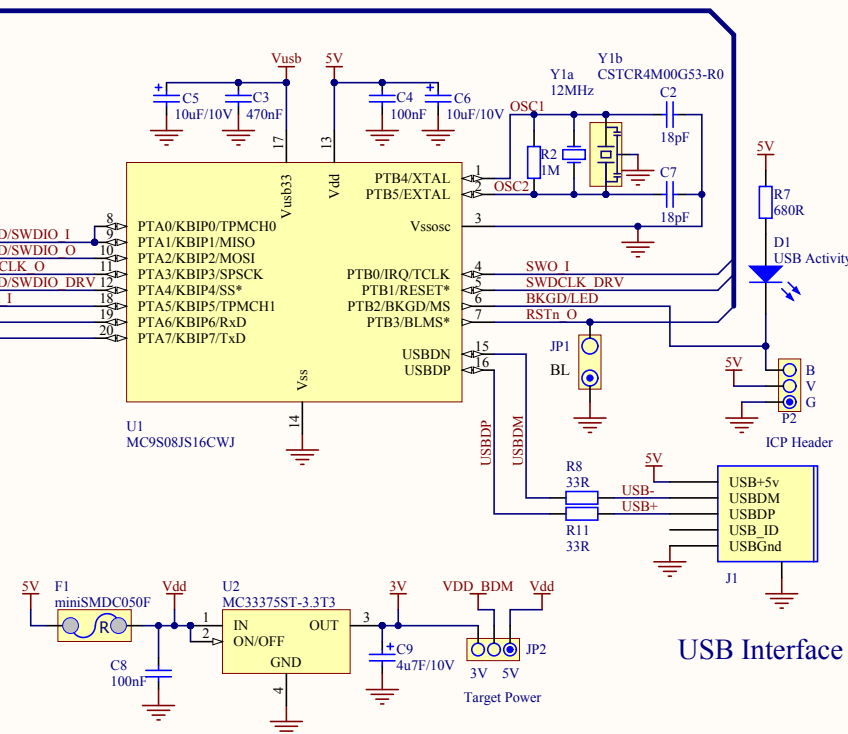 Vusb
5V
C5
10uF/10V
C3
470nF
C4
100nF
C6
10uF/10V
Y1a
12MHz
Y1b
CSTCR4M00G53-R0
OSC1
C2
18pF
R2
1M
OSC2
C7
18pF
5V
R7
680R
D1
USB Activity
17
13
Vusb33
Vdd
PTB4/XTAL
1
PTB5/EXTAL
2
Vssosc
3
8
PTA0/KBIP0/TPMCH0
D/SWDIO_I
9
PTA1/KBIP1/MISO
D/SWDIO_O
10
PTA2/KBIP2/MOSI
CLK_O
11
PTA3/KBIP3/SPSCK
D/SWDIO_DRV
12
PTA4/KBIP4/SS*
I
18
PTA5/KBIP5/TPMCH1
19
PTA6/KBIP6/RxD
20
PTA7/KBIP7/TxD
PTB0/IRQ/TCLK
4
SWO_I
PTB1/RESET*
5
SWDCLK_DRV
PTB2/BKGD/MS
6
BKGD/LED
PTB3/BLMS*
7
RSTn_O
USBDN
15
USBDP
16
Vss
14
U1
MC9S08JS16CWJ
JP1
BL
5V
B
V
G
P2
ICP Header
USBDP
USBDM
R8
33R
R11
33R
USB-
USB+
5V
USB+5v
USBDM
USBDP
USB_ID
USBGnd
J1
5V
F1
miniSMDC050F
R
Vdd
C8
100nF
U2
MC33375ST-3.3T3
1
IN
2
ON/OFF
OUT
3
GND
4
3V
C9
4u7F/10V
VDD_BDM
Vdd
JP2
3V
5V
Target Power
USB Interface